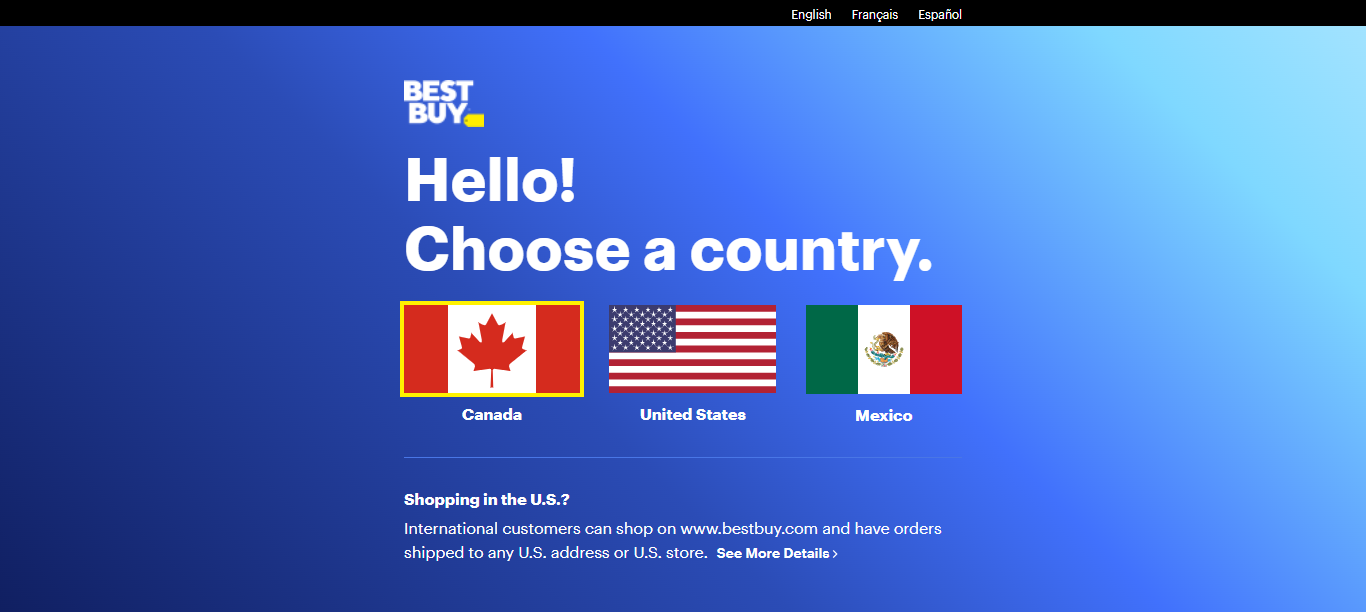 English Français Español
BEST
BUY
Hello!
Choose a country.
Canada United States Mexico
Shopping in the U.S.?
International customers can shop on www.bestbuy.com and have orders
shipped to any U.S. address or U.S. store. See More Details ›